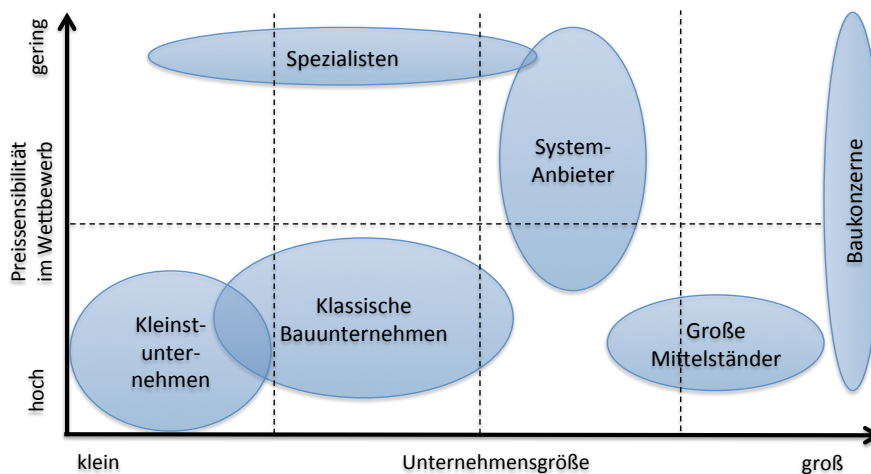 gering
Preissensibilität
im Wettbewerb
hoch
Spezialisten
System-
Anbieter
Baukonzerne
Kleinst-
unter-
nehmen
Klassische
Bauunternehmen
Große
Mittelständer
klein
Unternehmensgröße
groß